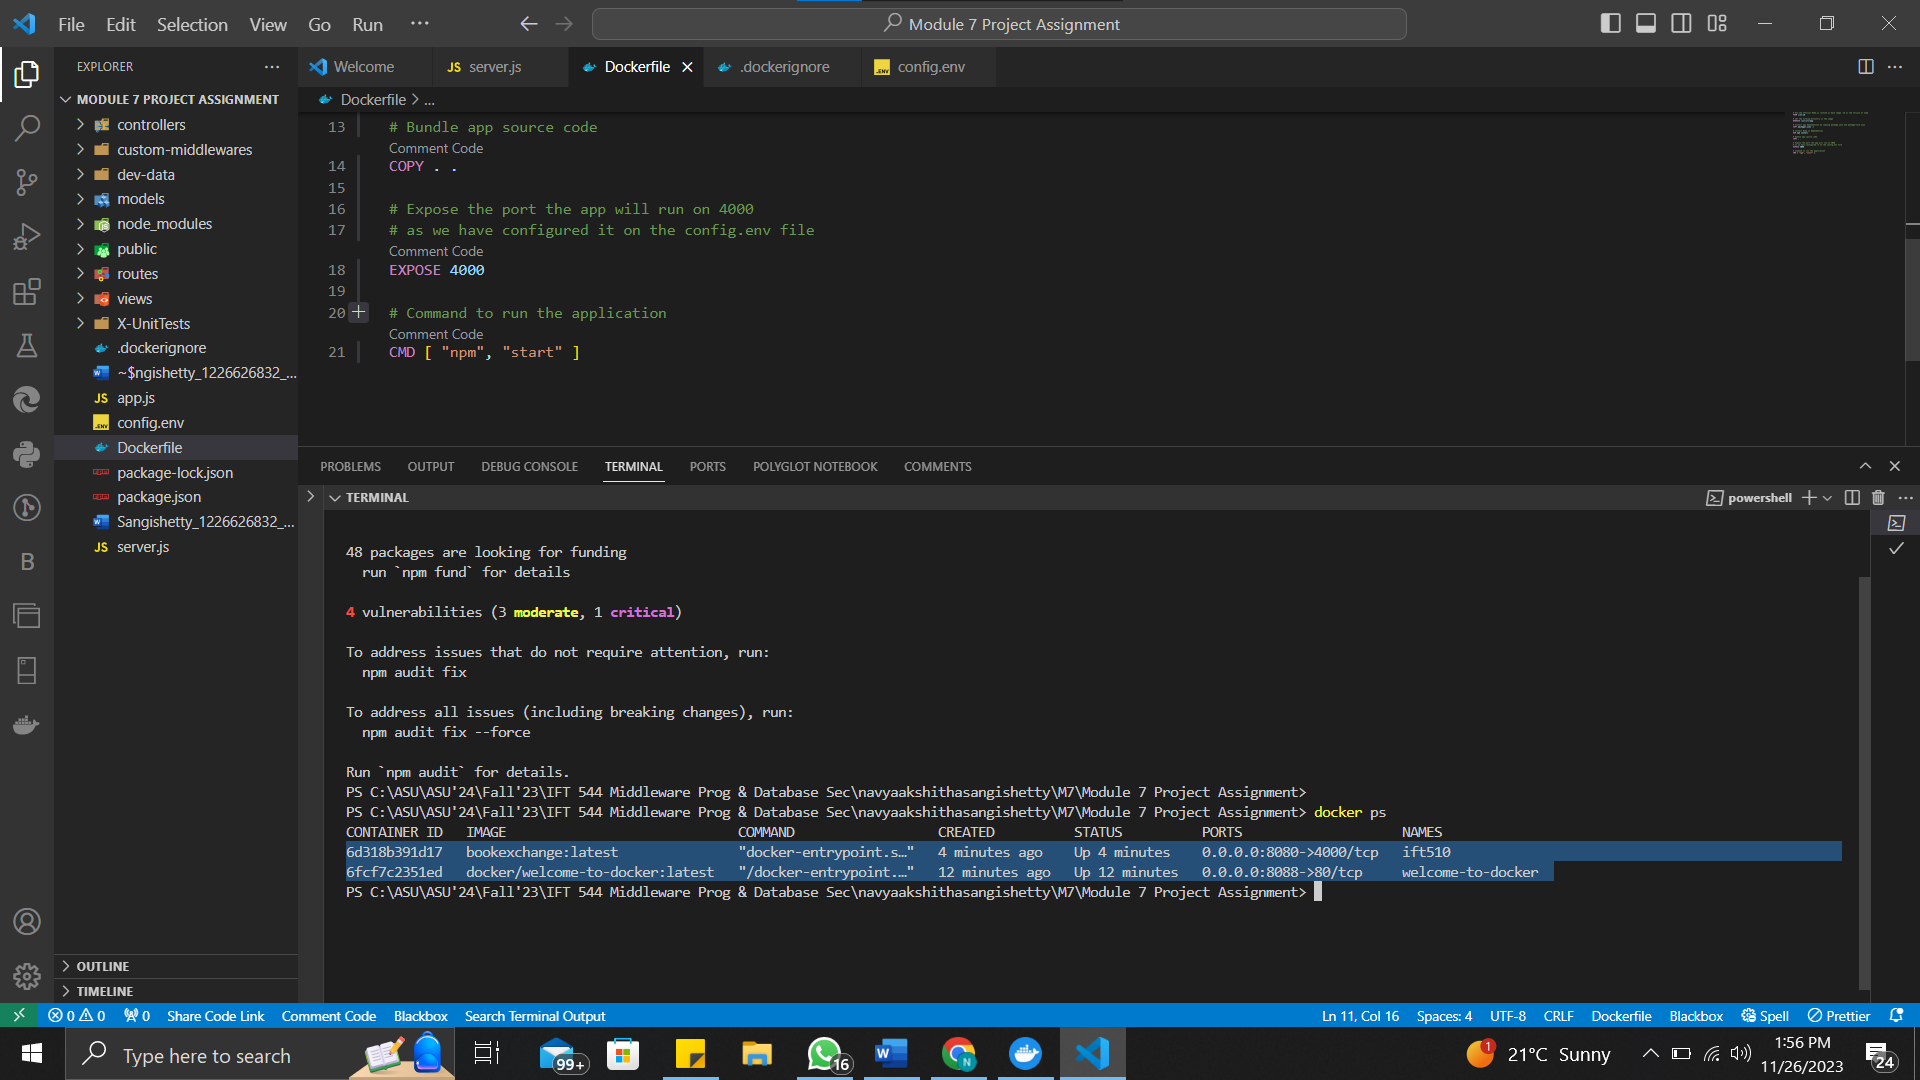 File Edit Selection View Go Run ···
Module 7 Project Assignment
EXPLORER
Welcome
JS server.js
Dockerfile
.dockerignore
config.env
Dockerfile > ...
MODULE 7 PROJECT ASSIGNMENT
controllers
custom-middlewares
dev-data
models
node_modules
public
routes
views
X-UnitTests
.dockerignore
~$ngishetty_1226626832_...
JS app.js
config.env
Dockerfile
package-lock.json
package.json
Sangishetty_1226626832_...
JS server.js
OUTLINE
TIMELINE
13 # Bundle app source code
Comment Code
14 COPY . .
15
16 # Expose the port the app will run on 4000
17 # as we have configured it on the config.env file
Comment Code
18 EXPOSE 4000
19
20 # Command to run the application
Comment Code
21 CMD [ "npm", "start" ]
PROBLEMS OUTPUT DEBUG CONSOLE TERMINAL PORTS POLYGLOT NOTEBOOK COMMENTS
TERMINAL
powershell
48 packages are looking for funding
run `npm fund` for details
4 vulnerabilities (3 moderate, 1 critical)
To address issues that do not require attention, run:
npm audit fix
To address all issues (including breaking changes), run:
npm audit fix --force
Run `npm audit` for details.
PS C:\ASU\ASU'24\Fall'23\IFT 544 Middleware Prog & Database Sec\navyaakshithasangishetty\M7\Module 7 Project Assignment>
PS C:\ASU\ASU'24\Fall'23\IFT 544 Middleware Prog & Database Sec\navyaakshithasangishetty\M7\Module 7 Project Assignment> docker ps
CONTAINER ID IMAGE COMMAND CREATED STATUS PORTS NAMES
6d318b391d17 bookexchange:latest "docker-entrypoint.s…" 4 minutes ago Up 4 minutes 0.0.0.0:8080->4000/tcp ift510
6fcf7c2351ed docker/welcome-to-docker:latest "/docker-entrypoint.…" 12 minutes ago Up 12 minutes 0.0.0.0:8088->80/tcp welcome-to-docker
PS C:\ASU\ASU'24\Fall'23\IFT 544 Middleware Prog & Database Sec\navyaakshithasangishetty\M7\Module 7 Project Assignment>
0 0 0 Share Code Link Comment Code Blackbox Search Terminal Output
Ln 11, Col 16 Spaces: 4 UTF-8 CRLF Dockerfile Blackbox Spell Prettier
Type here to search
99+
16
1
21°C Sunny
1:56 PM
11/26/2023
24